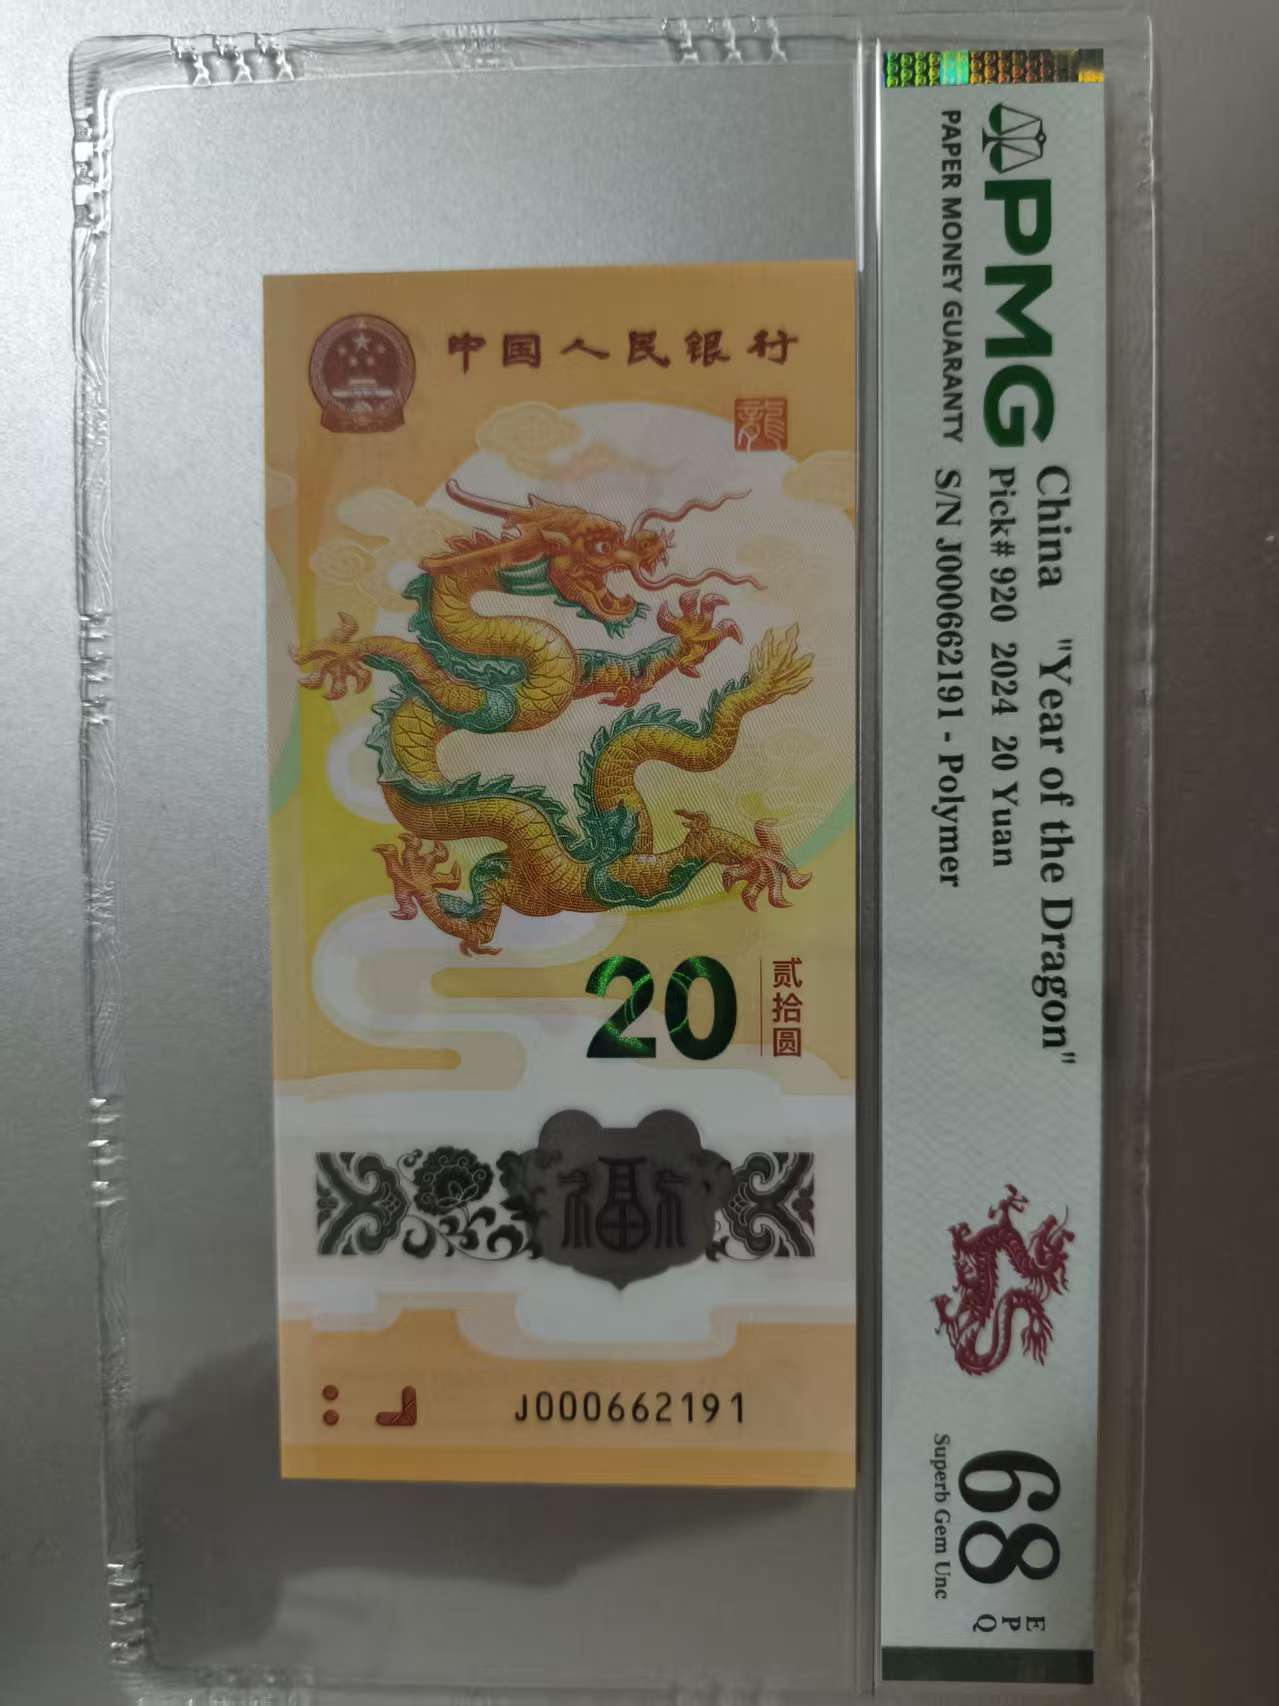 中国人民银行
龍
20
贰拾圆
福
J000662191
PMG
PAPER MONEY GUARANTY
China "Year of the Dragon"
Pick# 920 2024 20 Yuan
S/N J000662191 - Polymer
68
EPQ
Superb Gem Unc